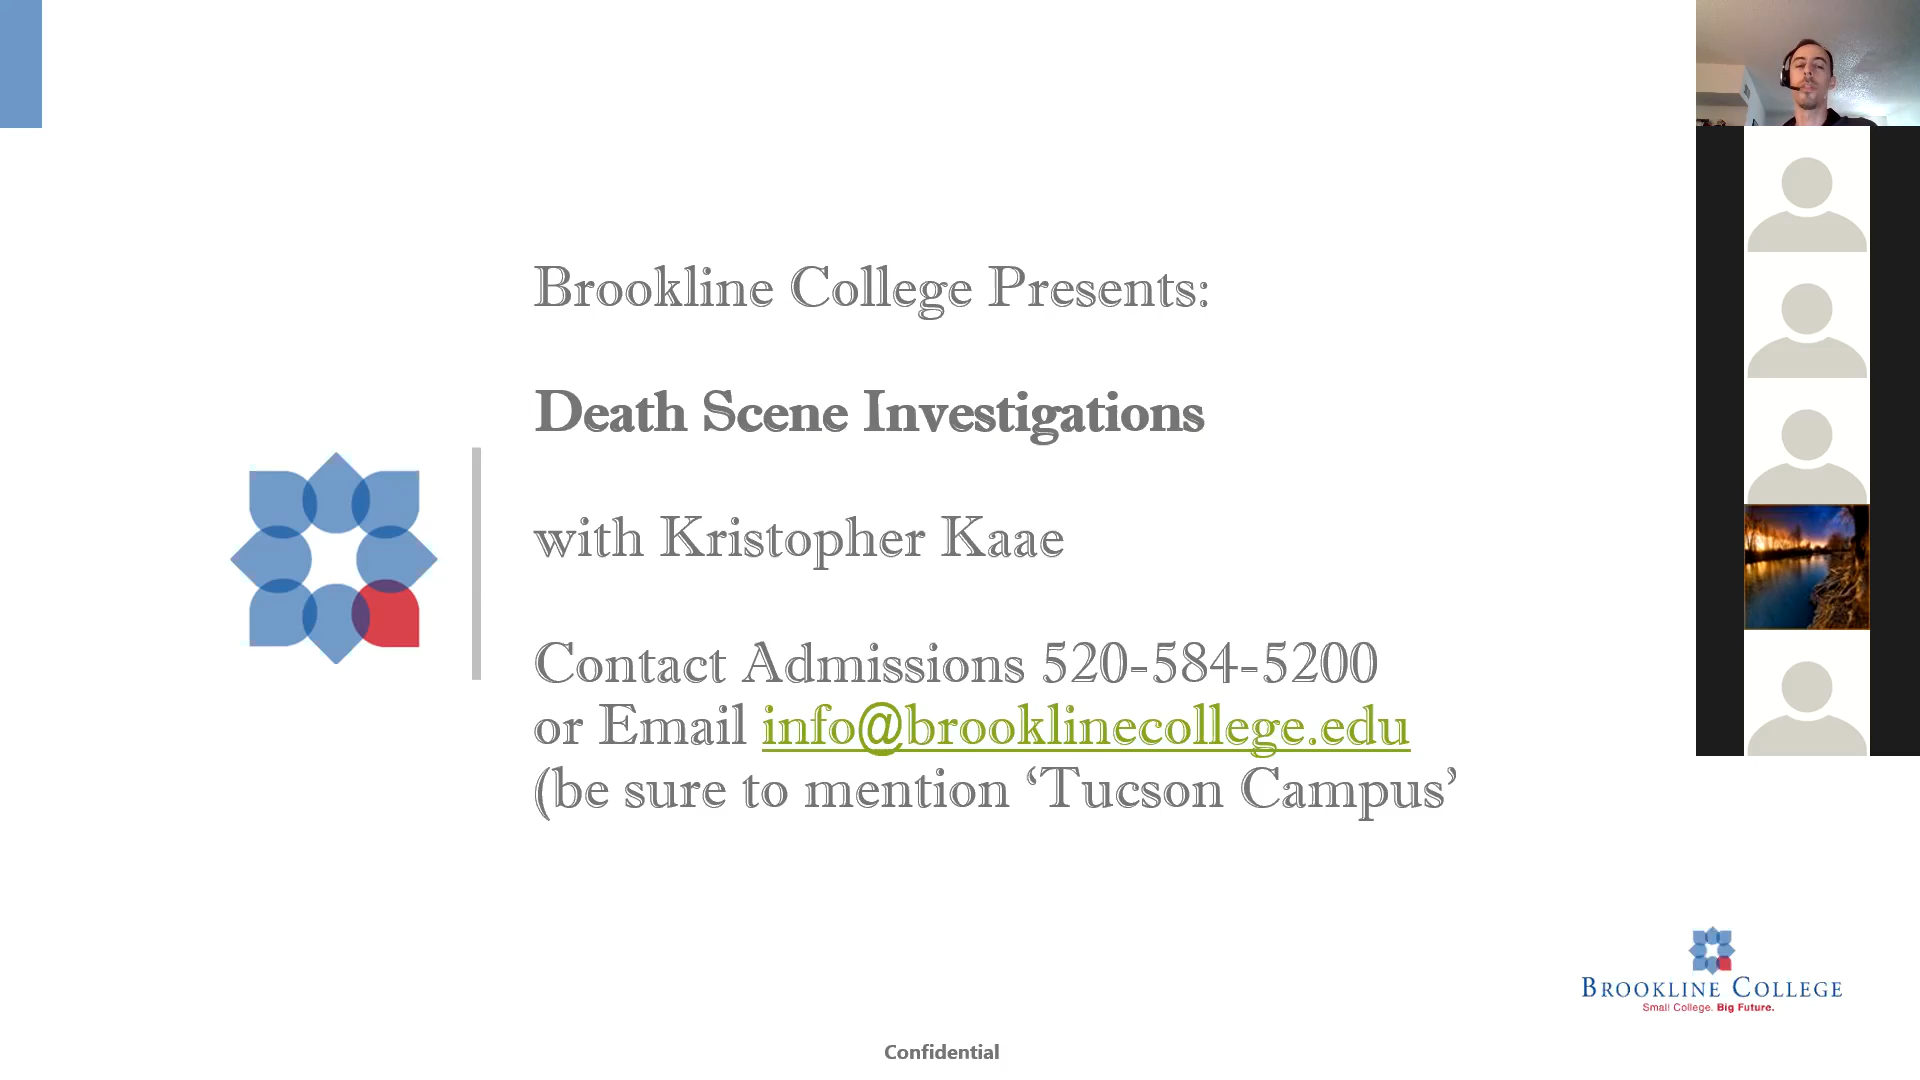 Brookline College Presents:
Death Scene Investigations
with Kristopher Kaae
Contact Admissions 520-584-5200
or Email info@brooklinecollege.edu
(be sure to mention ‘Tucson Campus’
BROOKLINE COLLEGE
Small College. Big Future.
Confidential